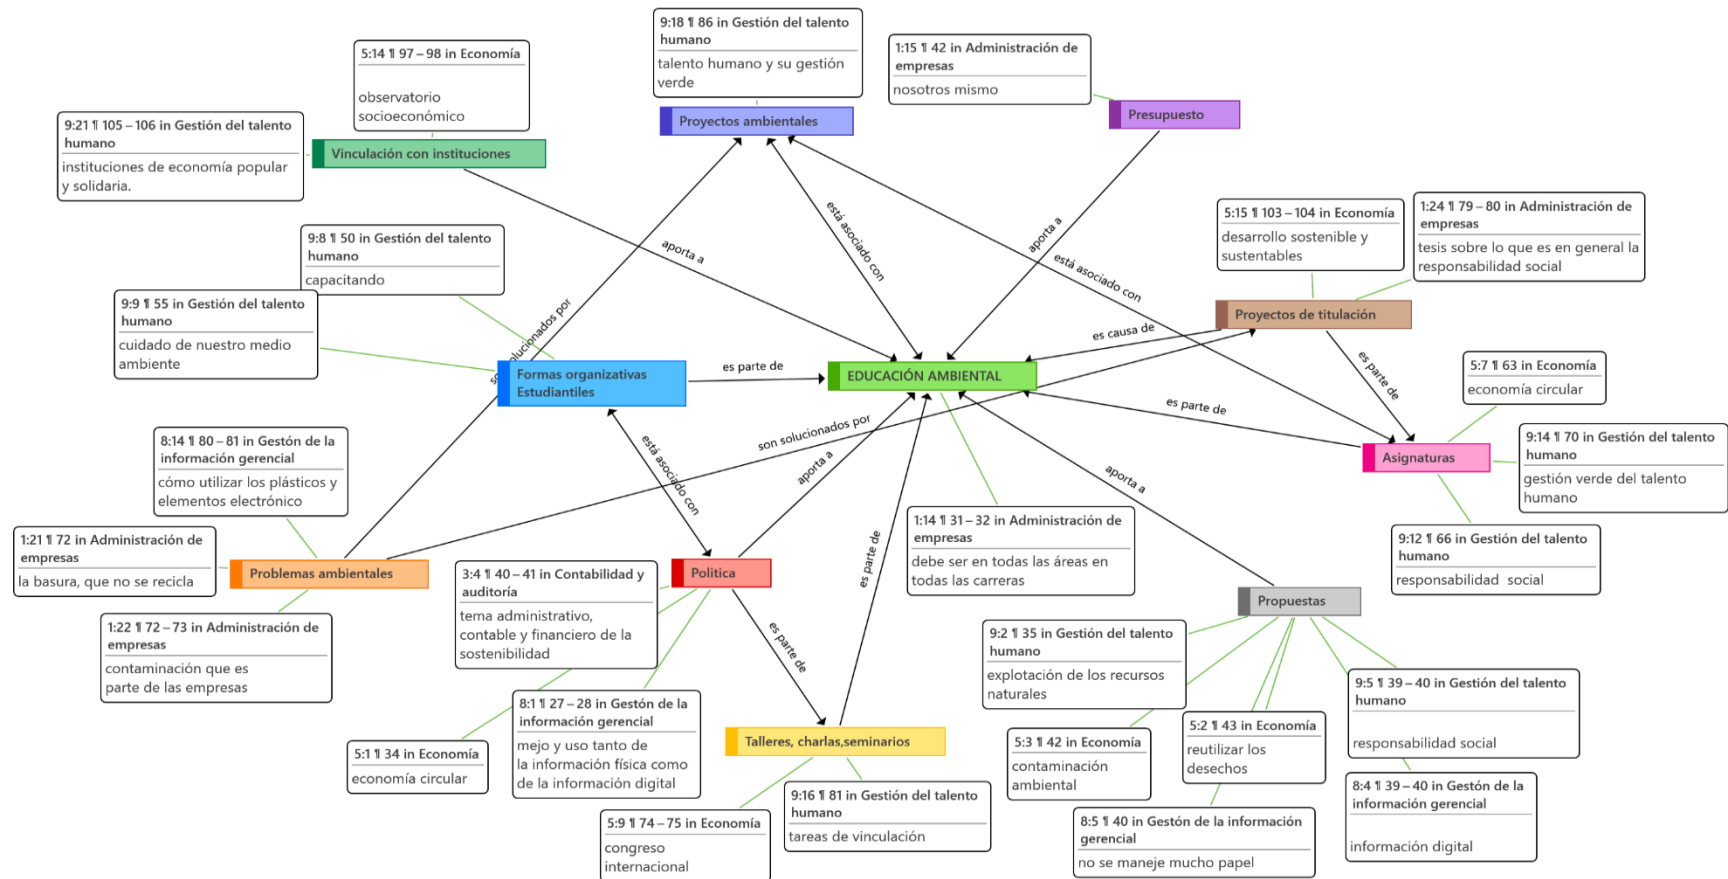 9:18 ¶ 86 in Gestión del talento
humano
talento humano y su gestión
verde
5:14 ¶ 97 – 98 in Economía
observatorio
socioeconómico
1:15 ¶ 42 in Administración de
empresas
nosotros mismo
9:21 ¶ 105 – 106 in Gestión del talento
humano
instituciones de economía popular
y solidaria.
Vinculación con instituciones
Proyectos ambientales
Presupuesto
9:8 ¶ 50 in Gestión del talento
humano
capacitando
aporta a
está asociado con
aporta a
está asociado con
5:15 ¶ 103 – 104 in Economía
desarrollo sostenible y
sustentables
1:24 ¶ 79 – 80 in Administración de
empresas
tesis sobre lo que es en general la
responsabilidad social
9:9 ¶ 55 in Gestión del talento
humano
cuidado de nuestro medio
ambiente
son solucionados por
Proyectos de titulación
es causa de
Formas organizativas
Estudiantiles
es parte de
EDUCACIÓN AMBIENTAL
es parte de
5:7 ¶ 63 in Economía
economía circular
es parte de
8:14 ¶ 80 – 81 in Gestón de la
información gerencial
cómo utilizar los plásticos y
elementos electrónico
está asociado con
son solucionados por
aporta a
aporta a
Asignaturas
9:14 ¶ 70 in Gestión del talento
humano
gestión verde del talento
humano
1:21 ¶ 72 in Administración de
empresas
la basura, que no se recicla
Problemas ambientales
1:14 ¶ 31 – 32 in Administración de
empresas
debe ser en todas las áreas en
todas las carreras
es parte de
9:12 ¶ 66 in Gestión del talento
humano
responsabilidad  social
3:4 ¶ 40 – 41 in Contabilidad y
auditoría
tema administrativo,
contable y financiero de la
sostenibilidad
Politica
Propuestas
1:22 ¶ 72 – 73 in Administración de
empresas
contaminación que es
parte de las empresas
es parte de
9:2 ¶ 35 in Gestión del talento
humano
explotación de los recursos
naturales
9:5 ¶ 39 – 40 in Gestión del talento
humano
responsabilidad social
8:1 ¶ 27 – 28 in Gestón de la
información gerencial
mejo y uso tanto de
la información física como
de la información digital
5:1 ¶ 34 in Economía
economía circular
Talleres, charlas,seminarios
5:3 ¶ 42 in Economía
contaminación
ambiental
5:2 ¶ 43 in Economía
reutilizar los
desechos
9:16 ¶ 81 in Gestión del talento
humano
tareas de vinculación
8:4 ¶ 39 – 40 in Gestón de la
información gerencial
información digital
5:9 ¶ 74 – 75 in Economía
congreso
internacional
8:5 ¶ 40 in Gestón de la información
gerencial
no se maneje mucho papel